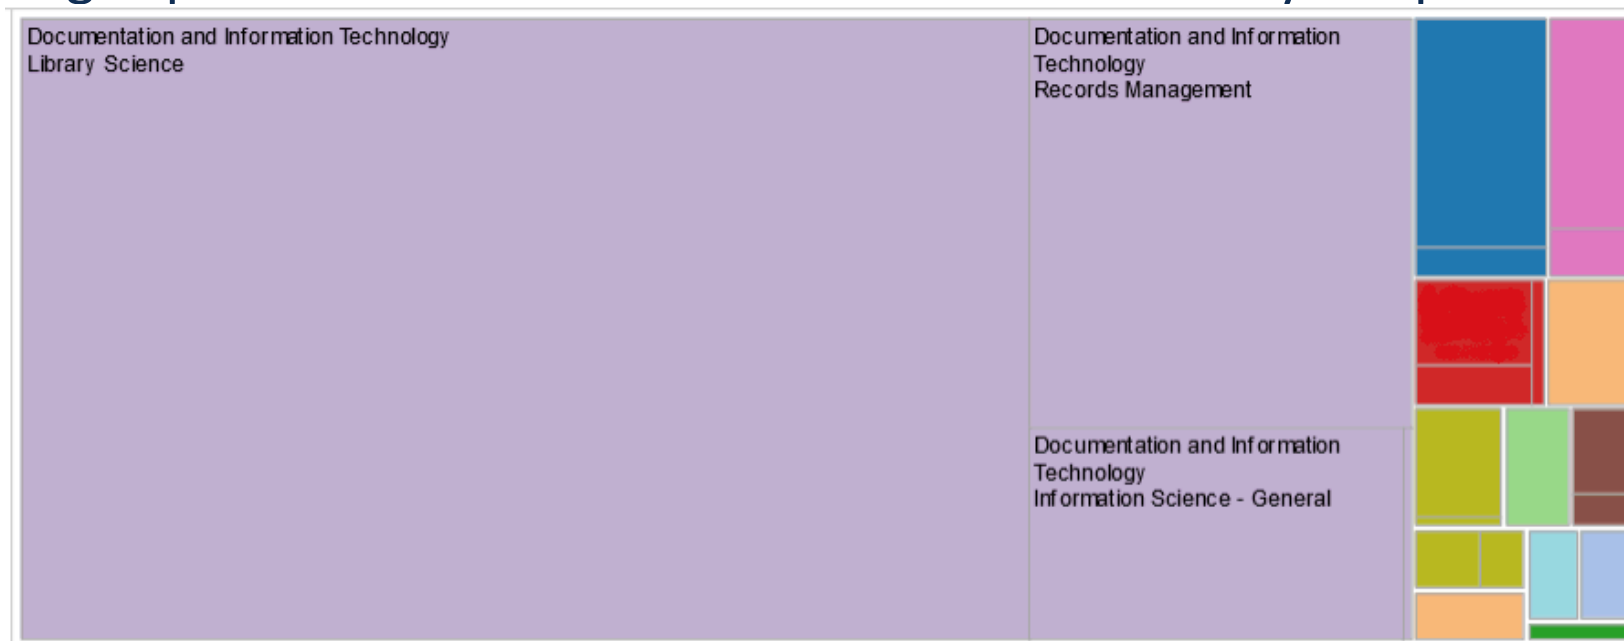 Documentation and Information Technology
Library Science
Documentation and Information
Technology
Records Management
Documentation and Information
Technology
Information Science - General